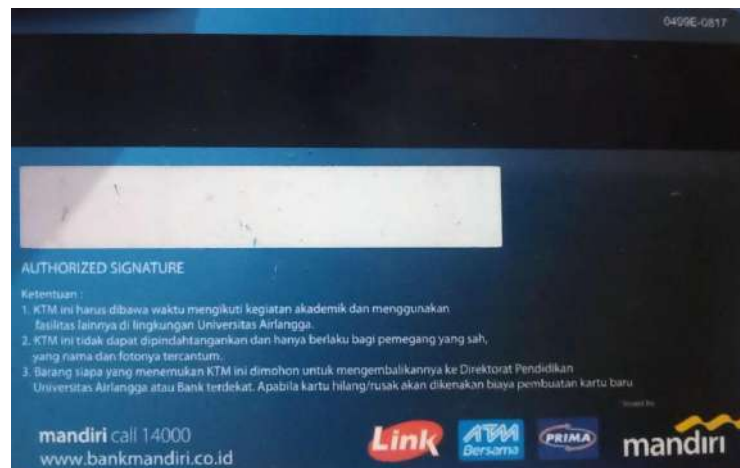 0499E-0817
AUTHORIZED SIGNATURE
Ketentuan :
1. KTM ini harus dibawa waktu mengikuti kegiatan akademik dan menggunakan
fasilitas lainnya di lingkungan Universitas Airlangga.
2. KTM ini tidak dapat dipindahtangankan dan hanya berlaku bagi pemegang yang sah,
yang nama dan fotonya tercantum.
3. Barang siapa yang menemukan KTM ini dimohon untuk mengembalikannya ke Direktorat Pendidikan
Universitas Airlangga atau Bank terdekat. Apabila kartu hilang/rusak akan dikenakan biaya pembuatan kartu baru
Issued by
mandiri call 14000
www.bankmandiri.co.id
Link
ATM
Bersama
PRIMA
mandiri